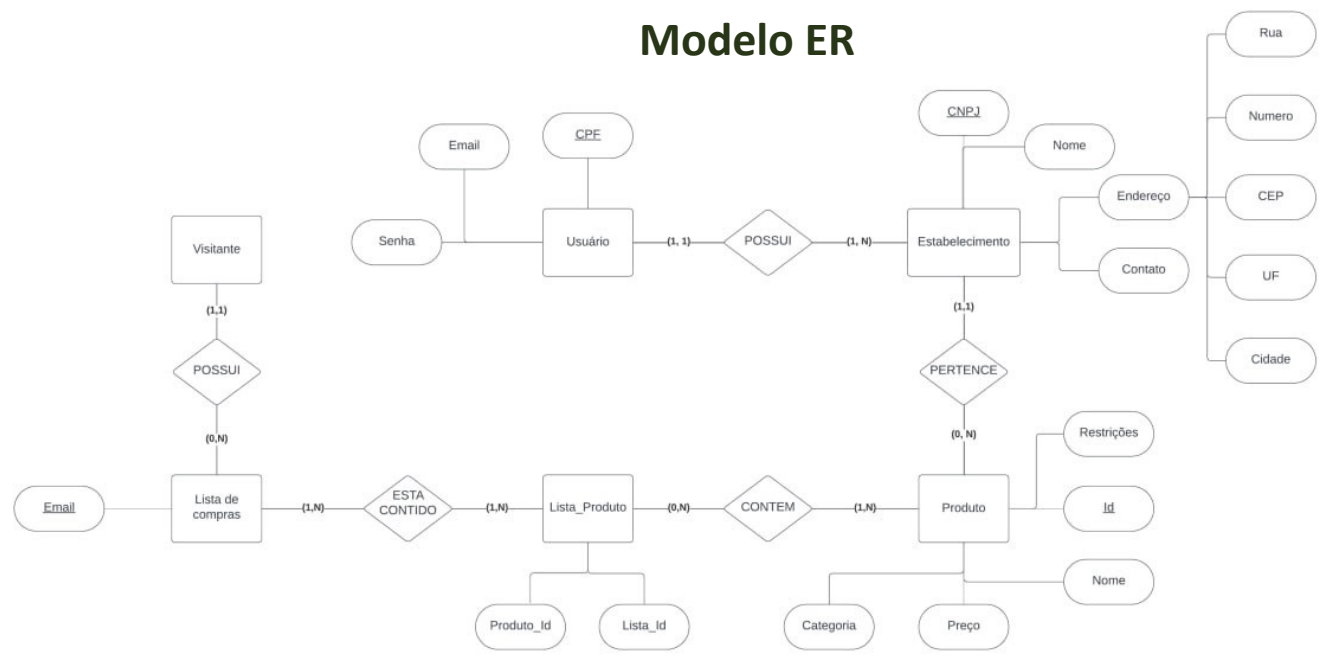 Modelo ER
Rua
CNPJ
Numero
CPF
Email
Nome
Endereço
CEP
Visitante
Senha
Usuário
(1, 1)
POSSUI
(1, N)
Estabelecimento
Contato
UF
(1,1)
(1,1)
Cidade
POSSUI
PERTENCE
(0,N)
(0, N)
Restrições
Email
Lista de
compras
(1,N)
ESTA
CONTIDO
(1,N)
Lista_Produto
(0,N)
CONTEM
(1,N)
Produto
Id
Nome
Produto_Id
Lista_Id
Categoria
Preço